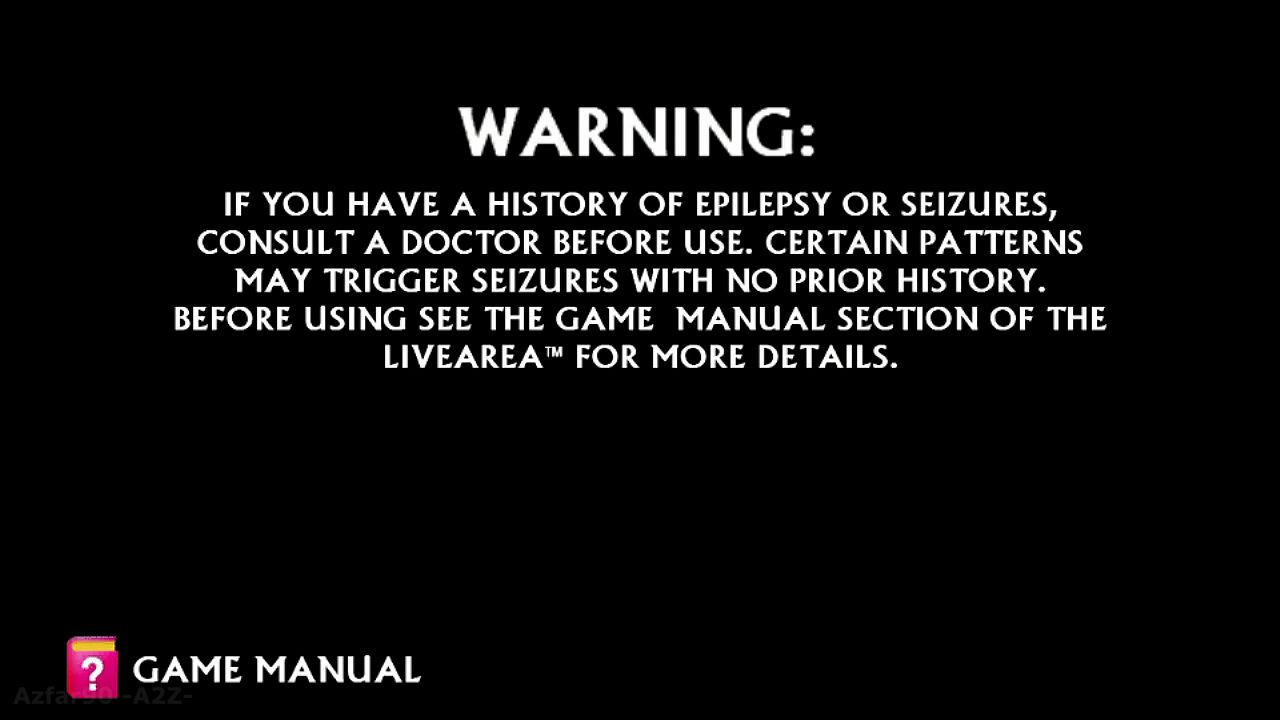 WARNING:
IF YOU HAVE A HISTORY OF EPILEPSY OR SEIZURES,
CONSULT A DOCTOR BEFORE USE. CERTAIN PATTERNS
MAY TRIGGER SEIZURES WITH NO PRIOR HISTORY.
BEFORE USING SEE THE GAME MANUAL SECTION OF THE
LIVEAREA™ FOR MORE DETAILS.
? GAME MANUAL
-A2Z-